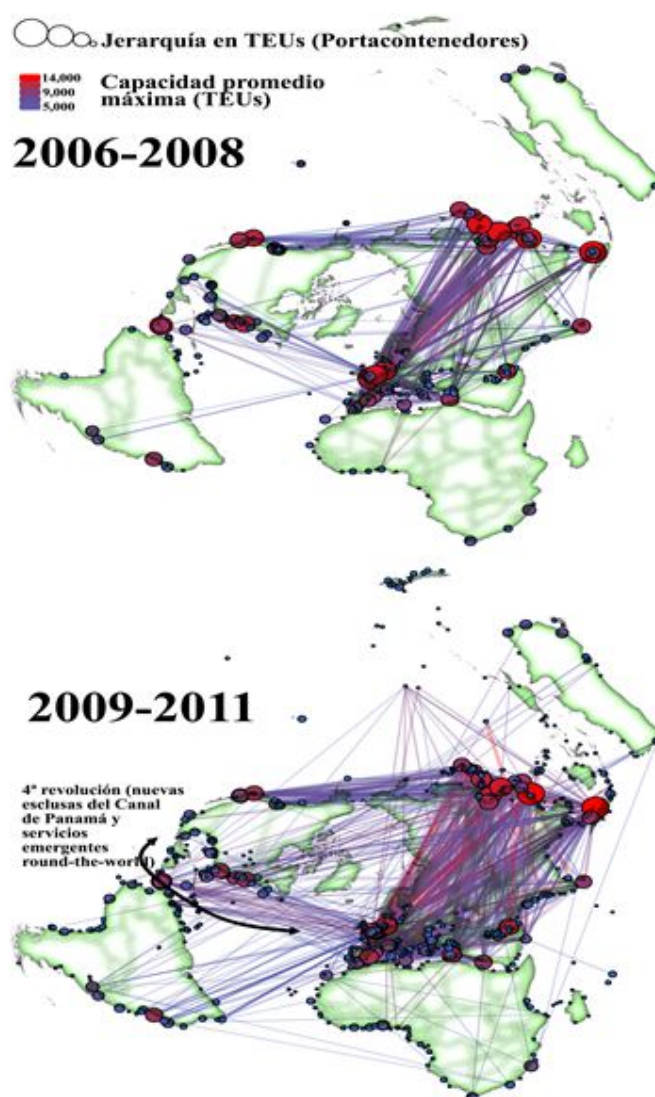 Jerarquía en TEUs (Portacontenedores)
14,000
9,000
5,000
Capacidad promedio
máxima (TEUs)
2006-2008
2009-2011
4ª revolución (nuevas
esclusas del Canal
de Panamá y
servicios
emergentes
round-the-world)